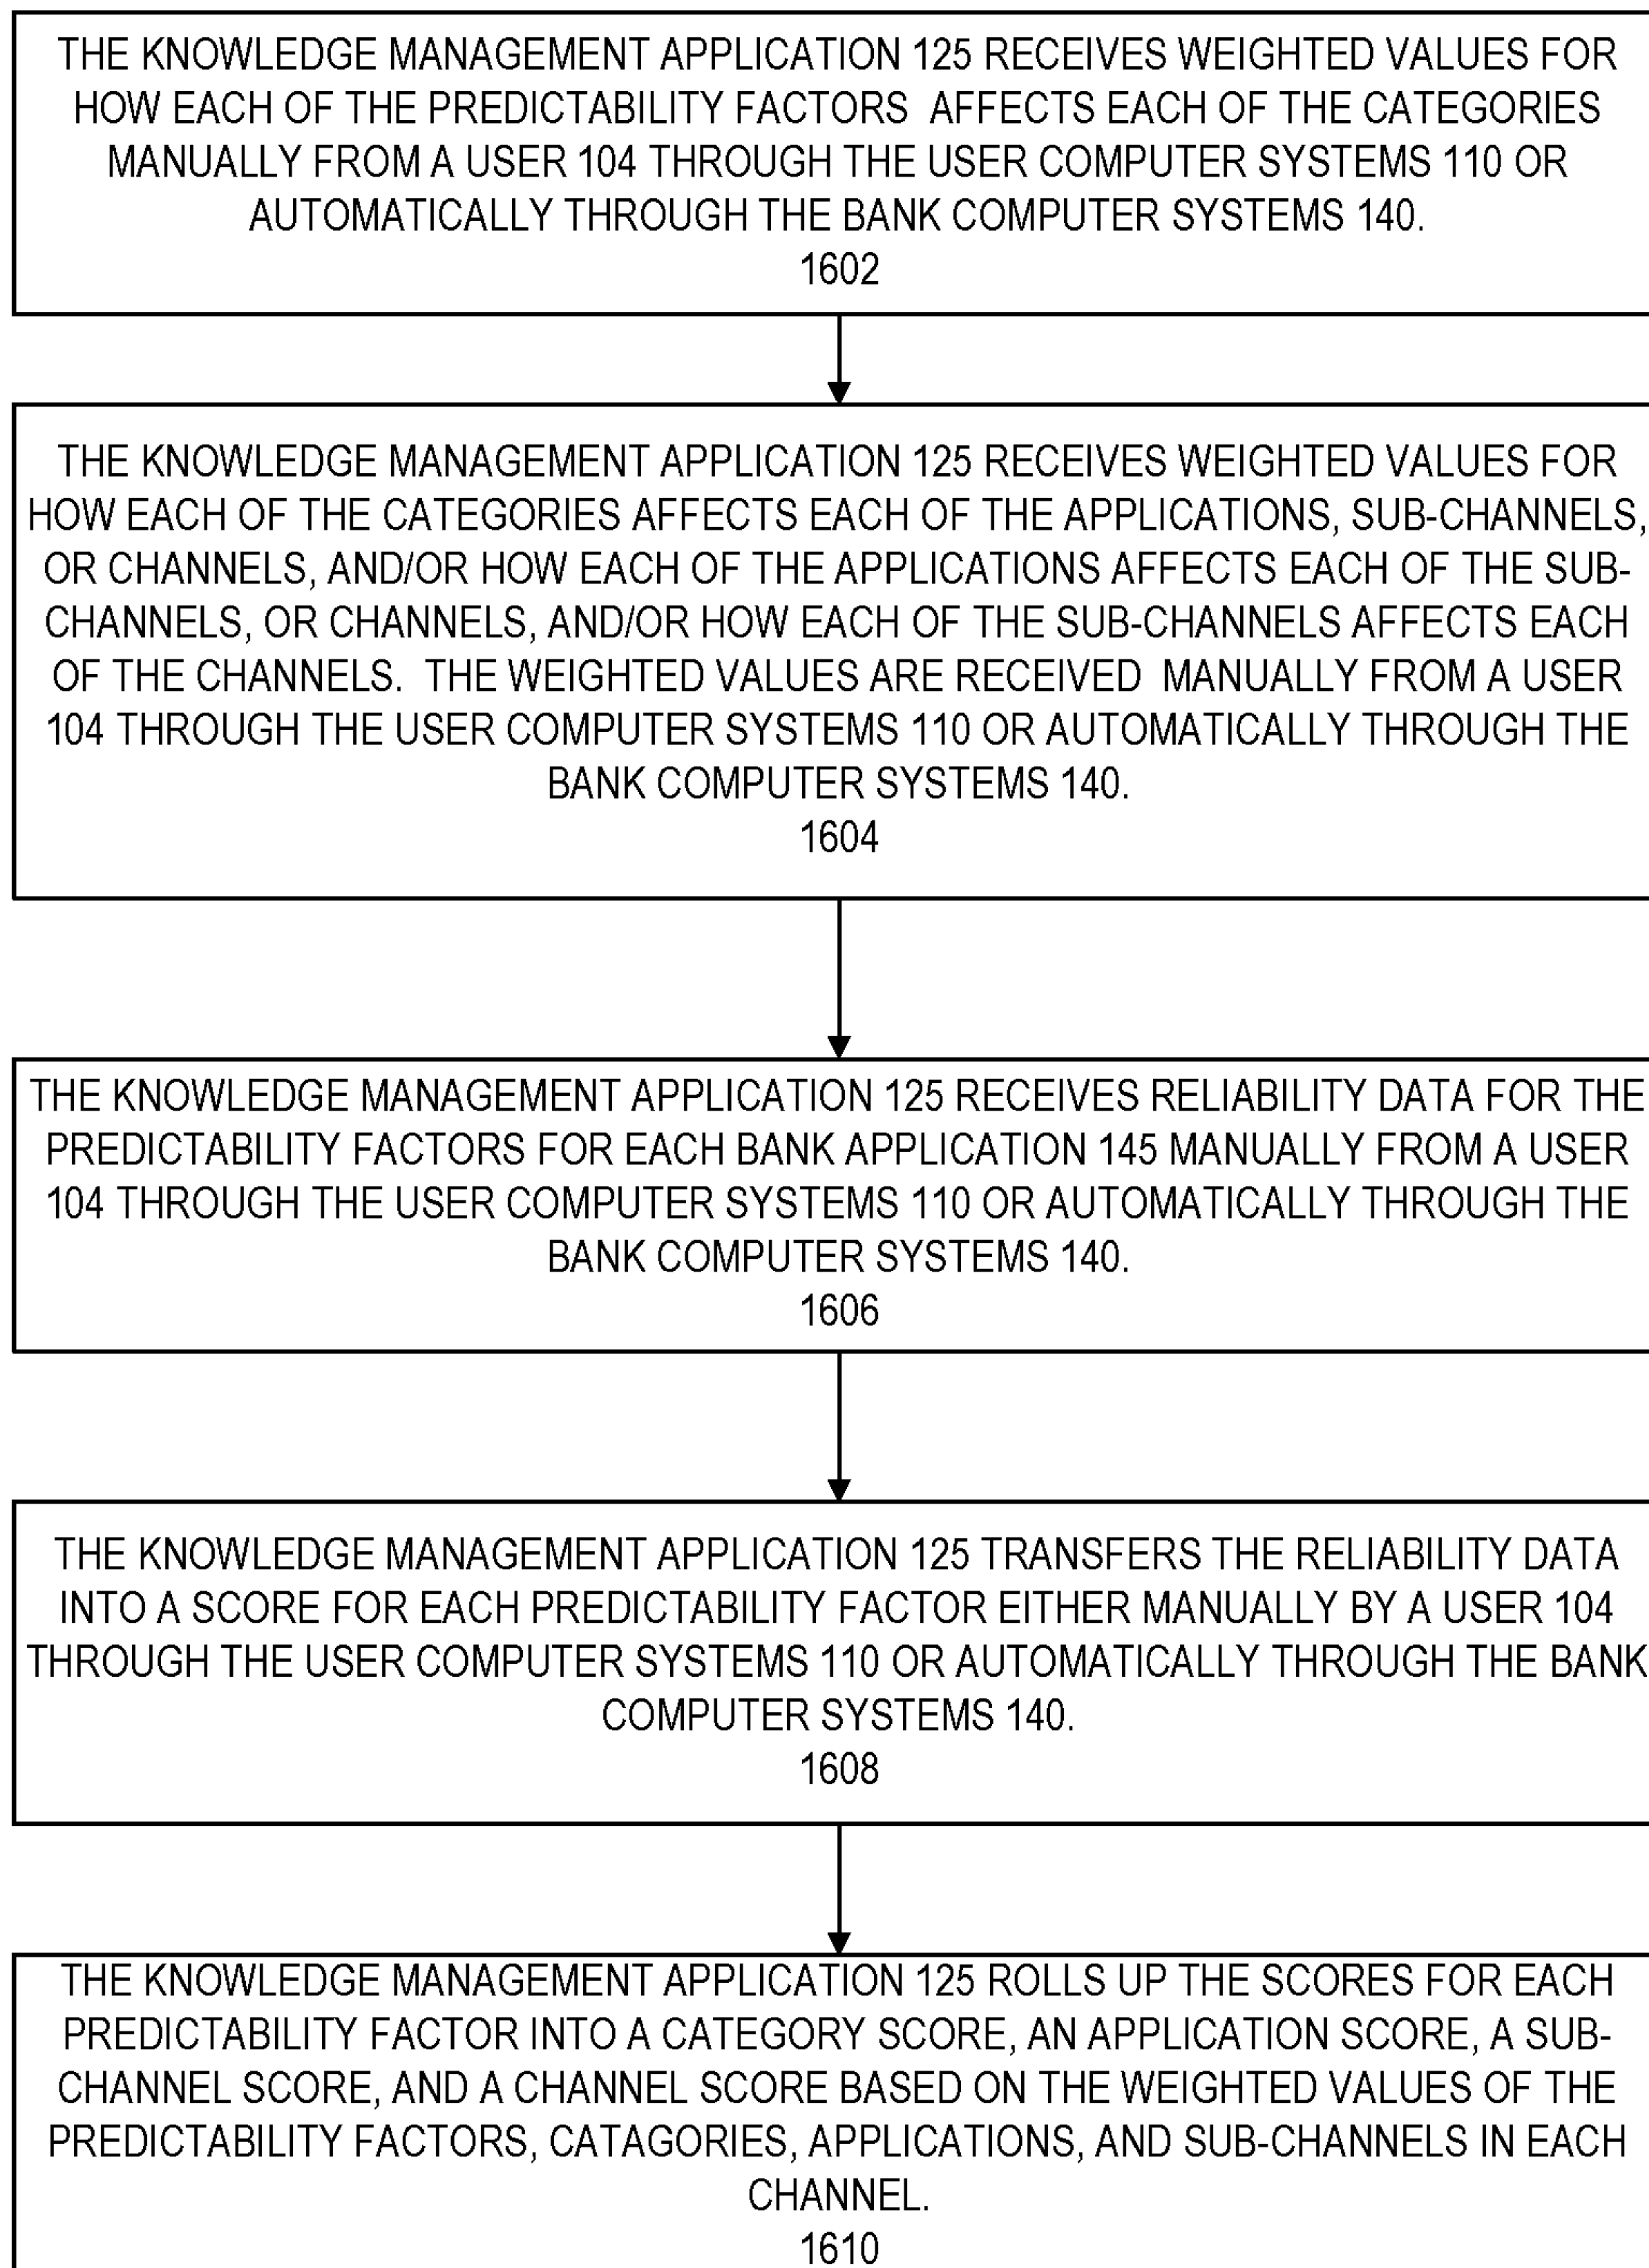 THE KNOWLEDGE MANAGEMENT APPLICATION 125 RECEIVES WEIGHTED VALUES FOR
HOW EACH OF THE PREDICTABILITY FACTORS AFFECTS EACH OF THE CATEGORIES
MANUALLY FROM A USER 104 THROUGH THE USER COMPUTER SYSTEMS 110 OR
AUTOMATICALLY THROUGH THE BANK COMPUTER SYSTEMS 140.
1602
THE KNOWLEDGE MANAGEMENT APPLICATION 125 RECEIVES WEIGHTED VALUES FOR
HOW EACH OF THE CATEGORIES AFFECTS EACH OF THE APPLICATIONS, SUB-CHANNELS,
OR CHANNELS, AND/OR HOW EACH OF THE APPLICATIONS AFFECTS EACH OF THE SUB-
CHANNELS, OR CHANNELS, AND/OR HOW EACH OF THE SUB-CHANNELS AFFECTS EACH
OF THE CHANNELS. THE WEIGHTED VALUES ARE RECEIVED MANUALLY FROM A USER
104 THROUGH THE USER COMPUTER SYSTEMS 110 OR AUTOMATICALLY THROUGH THE
BANK COMPUTER SYSTEMS 140.
1604
THE KNOWLEDGE MANAGEMENT APPLICATION 125 RECEIVES RELIABILITY DATA FOR THE
PREDICTABILITY FACTORS FOR EACH BANK APPLICATION 145 MANUALLY FROM A USER
104 THROUGH THE USER COMPUTER SYSTEMS 110 OR AUTOMATICALLY THROUGH THE
BANK COMPUTER SYSTEMS 140.
1606
THE KNOWLEDGE MANAGEMENT APPLICATION 125 TRANSFERS THE RELIABILITY DATA
INTO A SCORE FOR EACH PREDICTABILITY FACTOR EITHER MANUALLY BY A USER 104
THROUGH THE USER COMPUTER SYSTEMS 110 OR AUTOMATICALLY THROUGH THE BANK
COMPUTER SYSTEMS 140.
1608
THE KNOWLEDGE MANAGEMENT APPLICATION 125 ROLLS UP THE SCORES FOR EACH
PREDICTABILITY FACTOR INTO A CATEGORY SCORE, AN APPLICATION SCORE, A SUB-
CHANNEL SCORE, AND A CHANNEL SCORE BASED ON THE WEIGHTED VALUES OF THE
PREDICTABILITY FACTORS, CATAGORIES, APPLICATIONS, AND SUB-CHANNELS IN EACH
CHANNEL.
1610